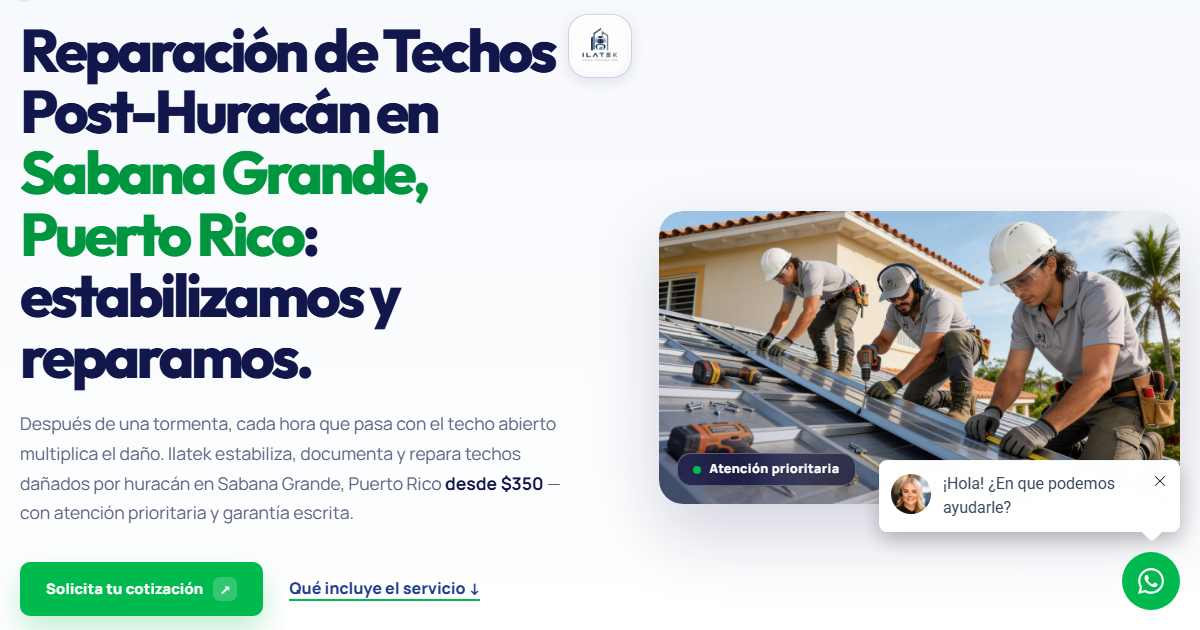 Reparación de Techos
Post-Huracán en
Sabana Grande,
Puerto Rico:
estabilizamos y
reparamos.
ILATEK
Después de una tormenta, cada hora que pasa con el techo abierto
multiplica el daño. Ilatek estabiliza, documenta y repara techos
dañados por huracán en Sabana Grande, Puerto Rico desde $350 —
con atención prioritaria y garantía escrita.
Solicita tu cotización ↗
Qué incluye el servicio ↓
Atención prioritaria
¡Hola! ¿En que podemos
ayudarle?